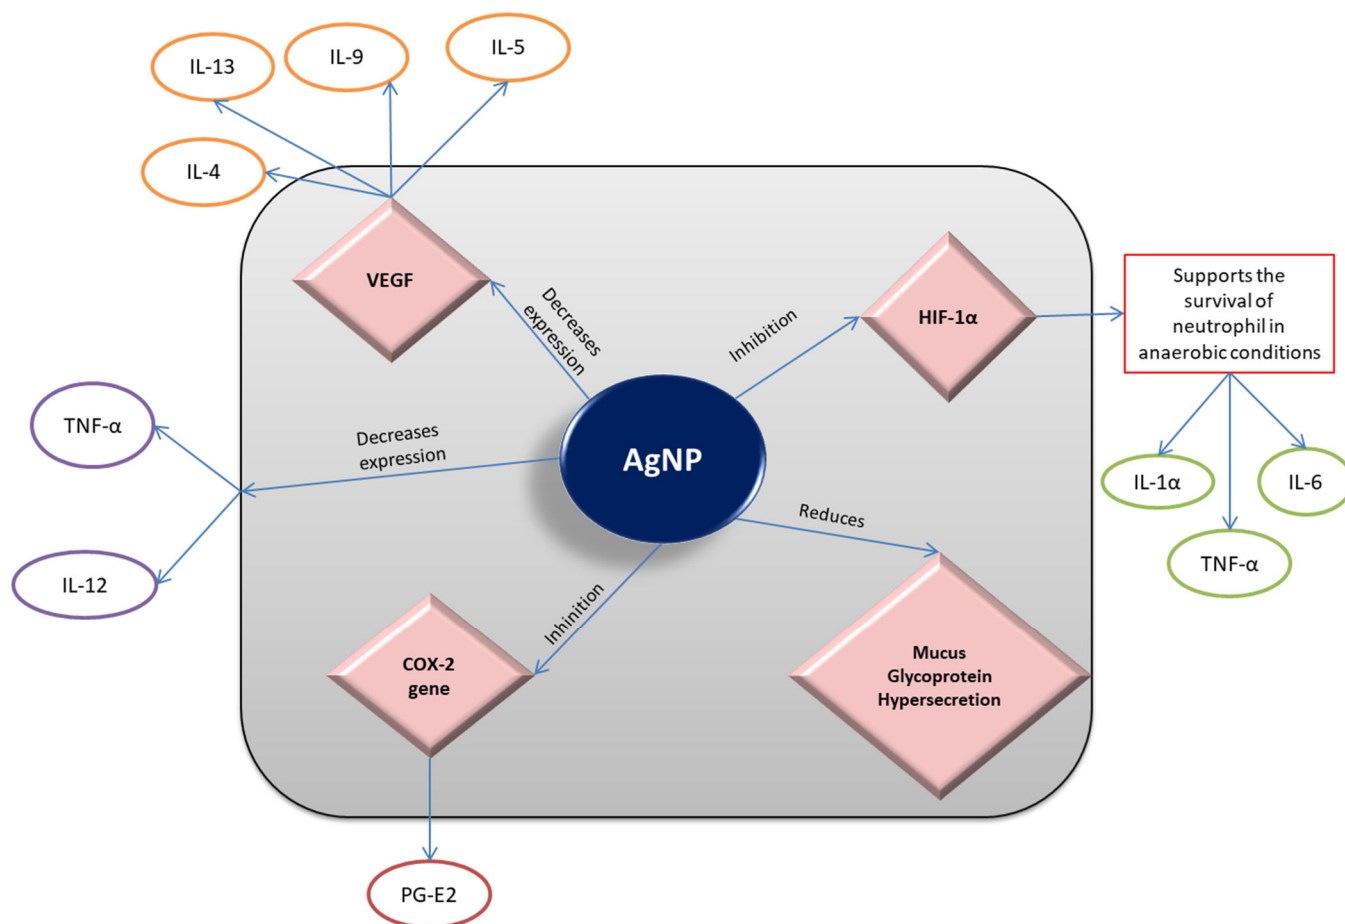 IL-13
IL-9
IL-5
IL-4
VEGF
Decreases
expression
Inhibition
HIF-1α
Supports the
survival of
neutrophil in
anaerobic conditions
TNF-α
Decreases
expression
AgNP
IL-1α
IL-6
Reduces
TNF-α
IL-12
Inhinition
COX-2
gene
Mucus
Glycoprotein
Hypersecretion
PG-E2